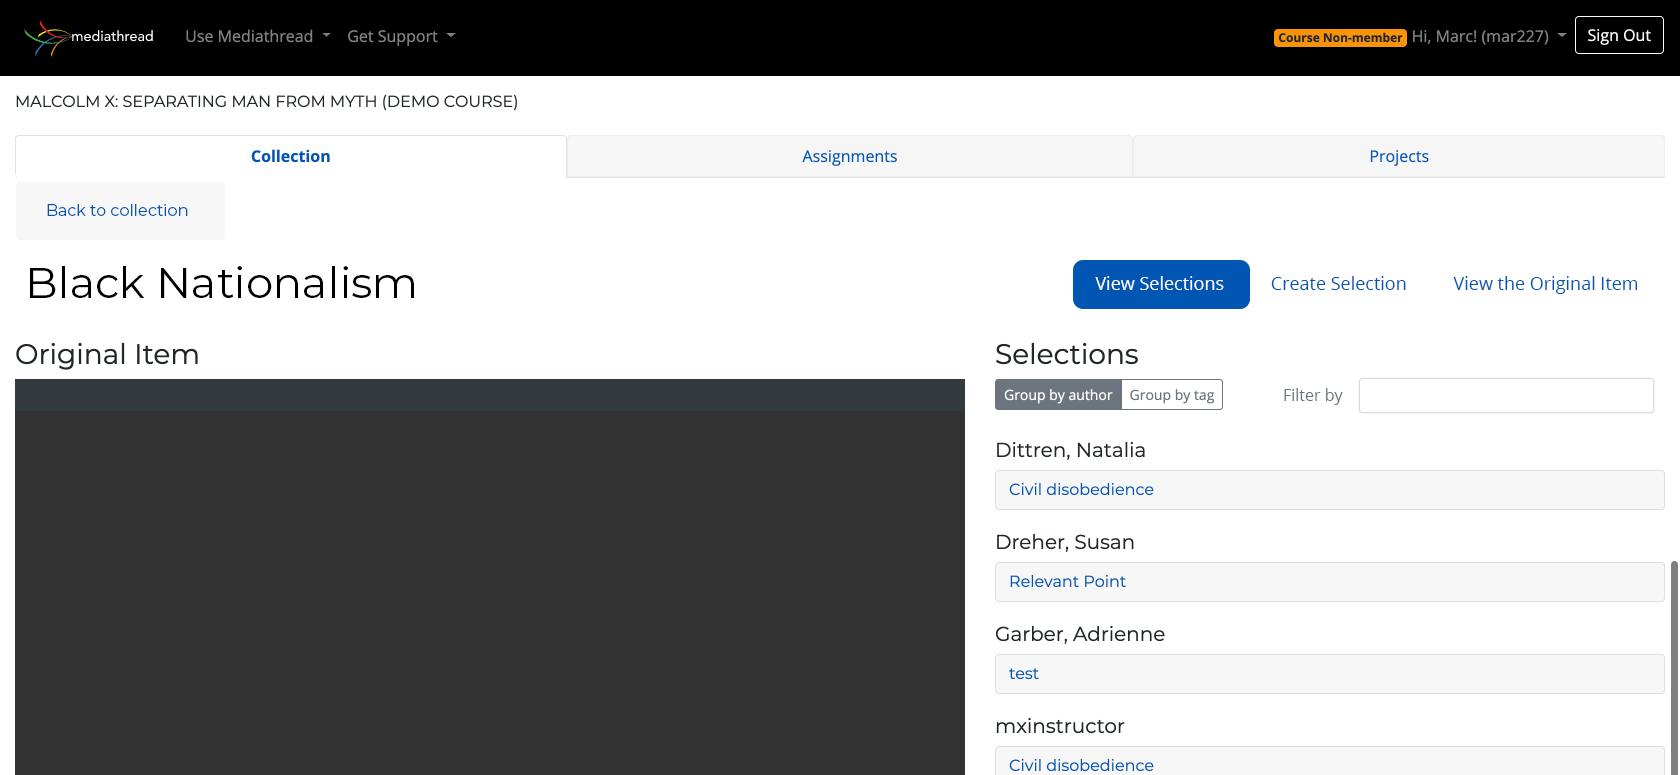 mediathread
Use Mediathread
Get Support
Course Non-member Hi, Marc! (mar227)
Sign Out
MALCOLM X: SEPARATING MAN FROM MYTH (DEMO COURSE)
Collection
Assignments
Projects
Back to collection
Black Nationalism
View Selections
Create Selection
View the Original Item
Original Item
Selections
Group by author
Group by tag
Filter by
Dittren, Natalia
Civil disobedience
Dreher, Susan
Relevant Point
Garber, Adrienne
test
mxinstructor
Civil disobedience